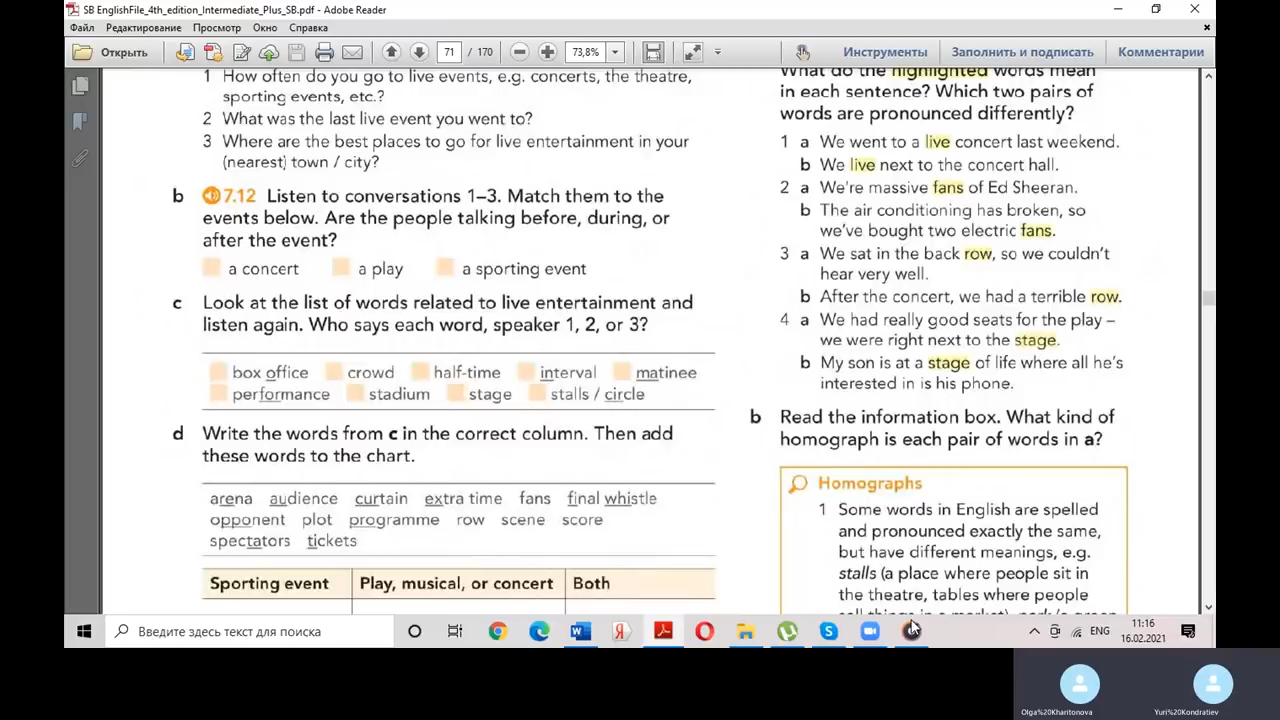 SB EnglishFile_4th_edition_Intermediate_Plus_SB.pdf - Adobe Reader
Файл Редактирование Просмотр Окно Справка
Открыть 71 / 170 73,8% Инструменты Заполнить и подписать Комментарии
1 How often do you go to live events, e.g. concerts, the theatre,
sporting events, etc.?
2 What was the last live event you went to?
3 Where are the best places to go for live entertainment in your
(nearest) town / city?
b 7.12 Listen to conversations 1–3. Match them to the
events below. Are the people talking before, during, or
after the event?
a concert a play a sporting event
c Look at the list of words related to live entertainment and
listen again. Who says each word, speaker 1, 2, or 3?
box office crowd half-time interval matinee
performance stadium stage stalls / circle
d Write the words from c in the correct column. Then add
these words to the chart.
arena audience curtain extra time fans final whistle
opponent plot programme row scene score
spectators tickets
Sporting event Play, musical, or concert Both
What do the highlighted words mean
in each sentence? Which two pairs of
words are pronounced differently?
1 a We went to a live concert last weekend.
b We live next to the concert hall.
2 a We're massive fans of Ed Sheeran.
b The air conditioning has broken, so
we've bought two electric fans.
3 a We sat in the back row, so we couldn't
hear very well.
b After the concert, we had a terrible row.
4 a We had really good seats for the play –
we were right next to the stage.
b My son is at a stage of life where all he's
interested in is his phone.
b Read the information box. What kind of
homograph is each pair of words in a?
Homographs
1 Some words in English are spelled
and pronounced exactly the same,
but have different meanings, e.g.
stalls (a place where people sit in
the theatre, tables where people
Введите здесь текст для поиска
ENG
11:16
16.02.2021
Olga%20Kharitonova
Yuri%20Kondratiev